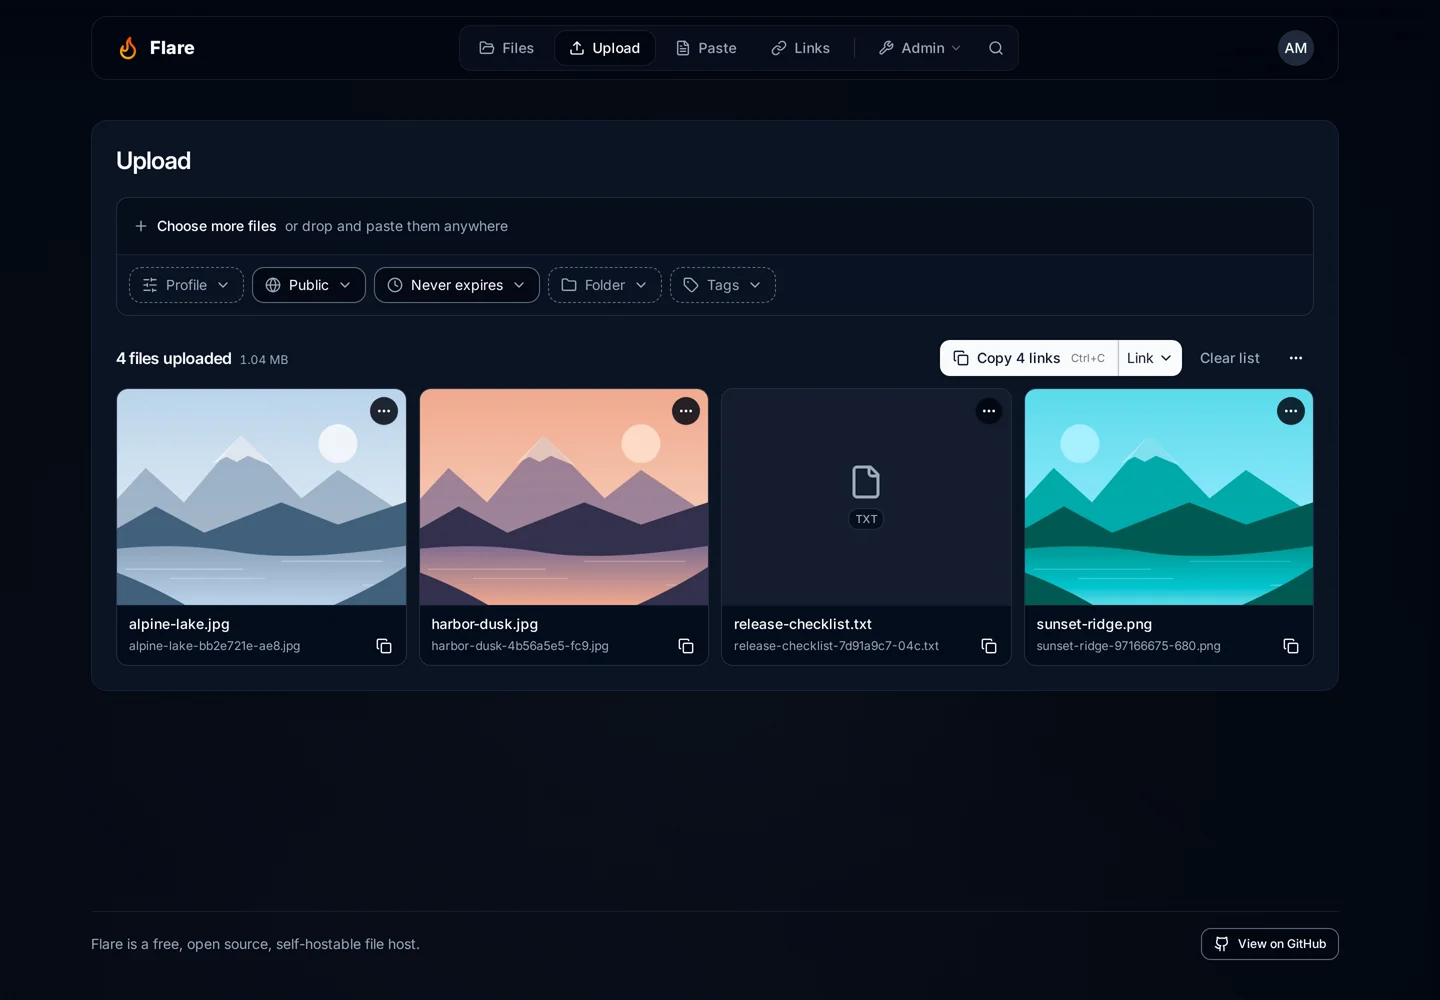 Flare
Files
Upload
Paste
Links
Admin
AM
Upload
Choose more files or drop and paste them anywhere
Profile
Public
Never expires
Folder
Tags
4 files uploaded 1.04 MB
Copy 4 links Ctrl+C
Link
Clear list
TXT
alpine-lake.jpg
alpine-lake-bb2e721e-ae8.jpg
harbor-dusk.jpg
harbor-dusk-4b56a5e5-fc9.jpg
release-checklist.txt
release-checklist-7d91a9c7-04c.txt
sunset-ridge.png
sunset-ridge-97166675-680.png
Flare is a free, open source, self-hostable file host.
View on GitHub